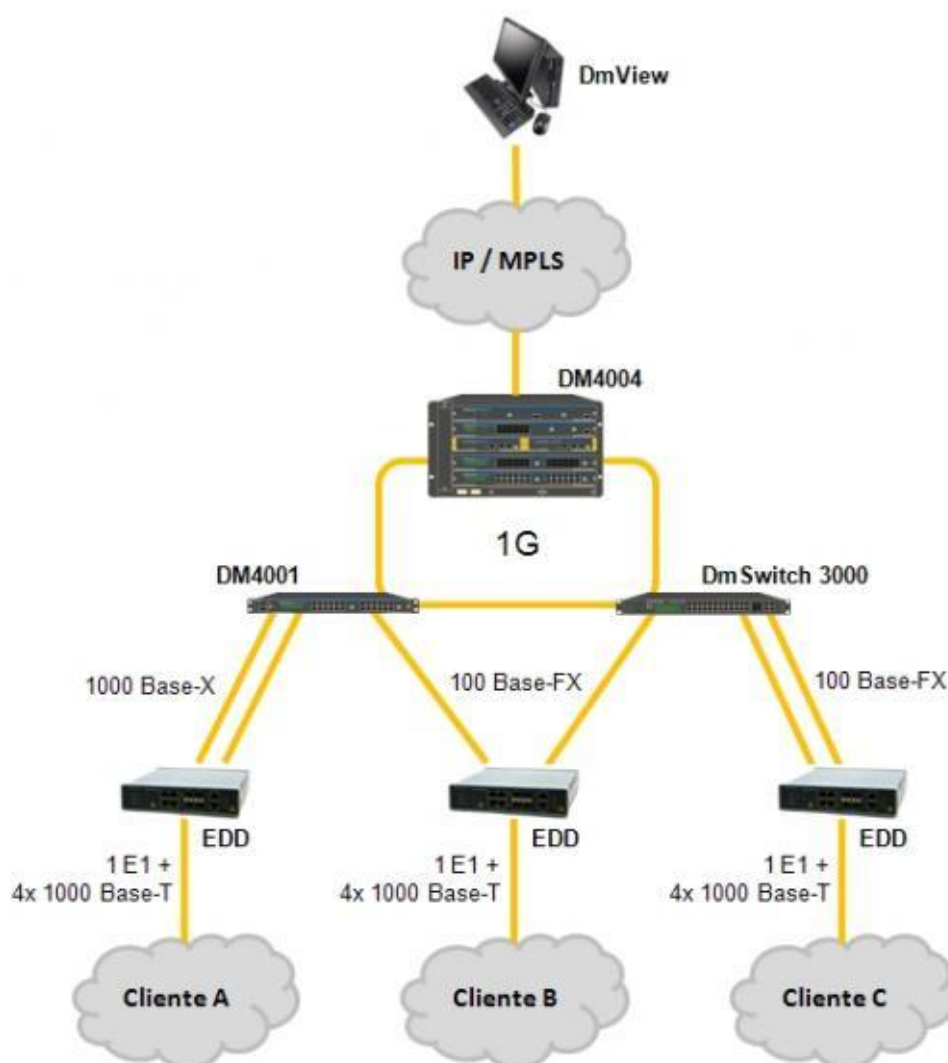 DmView
IP / MPLS
DM4004
1G
DM4001
DmSwitch 3000
1000 Base-X
100 Base-FX
100 Base-FX
EDD
EDD
EDD
1 E1 +
4x 1000 Base-T
1 E1 +
4x 1000 Base-T
1 E1 +
4x 1000 Base-T
Cliente A
Cliente B
Cliente C